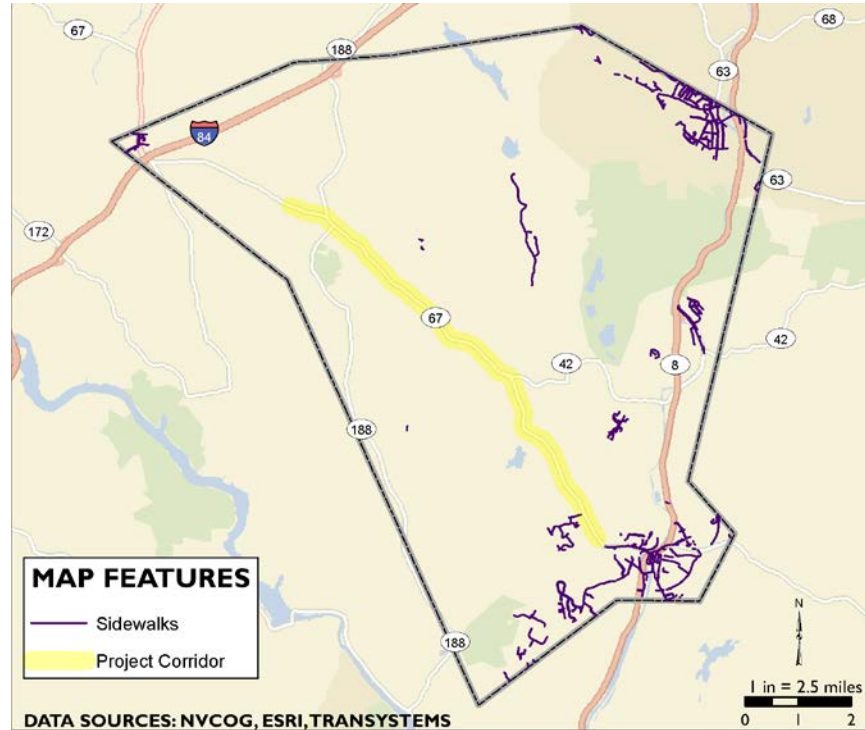 67
188
68
63
84
63
172
67
42
42
8
188
188
MAP FEATURES
Sidewalks
Project Corridor
N
1 in = 2.5 miles
0 1 2
DATA SOURCES: NVCOG, ESRI, TRANSYSTEMS